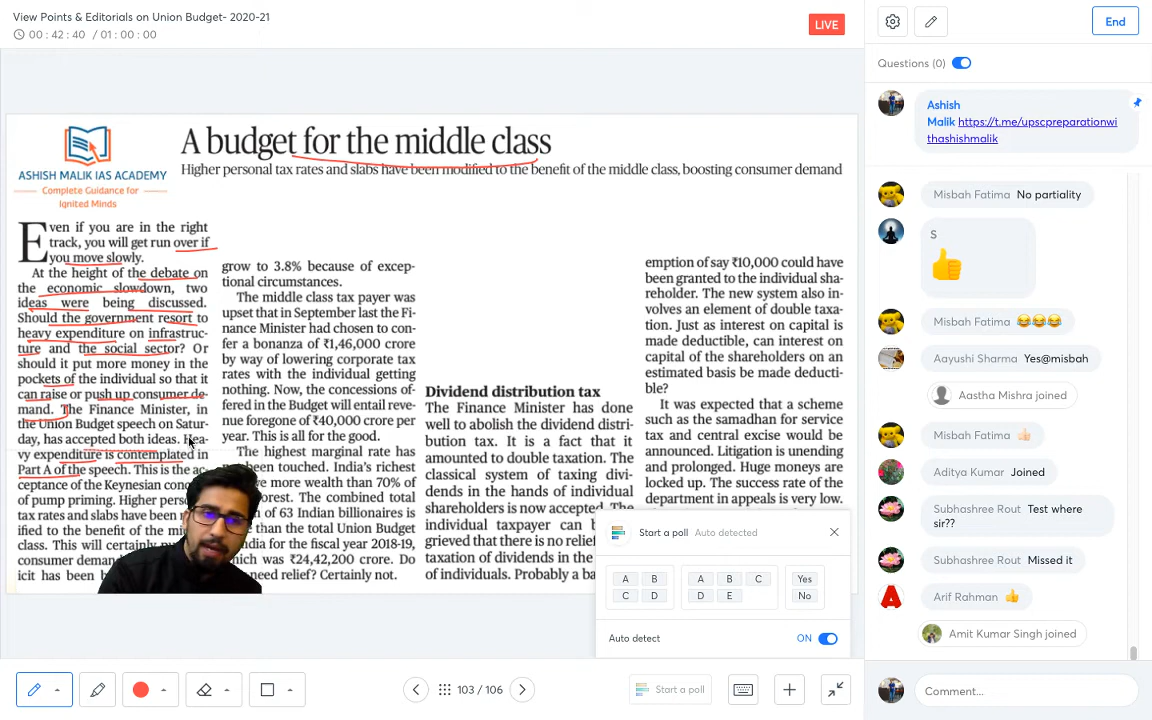 View Points & Editorials on Union Budget- 2020-21
00 : 42 : 40 / 01 : 00 : 00
LIVE
End
Questions (0)
Ashish
Malik https://t.me/upscpreparationwi
thashishmalik
Misbah Fatima No partiality
S
Misbah Fatima
Aayushi Sharma Yes@misbah
Aastha Mishra joined
Misbah Fatima
Aditya Kumar Joined
Subhashree Rout Test where
sir??
Subhashree Rout Missed it
Arif Rahman
Amit Kumar Singh joined
Comment...
ASHISH MALIK IAS ACADEMY
Complete Guidance for
Ignited Minds
A budget for the middle class
Higher personal tax rates and slabs have been modified to the benefit of the middle class, boosting consumer demand
Even if you are in the right
track, you will get run over if
you move slowly.
At the height of the debate on
the economic slowdown, two
ideas were being discussed.
Should the government resort to
heavy expenditure on infrastruc-
ture and the social sector? Or
should it put more money in the
pockets of the individual so that it
can raise or push up consumer de-
mand. The Finance Minister, in
her Union Budget speech on Satur-
day, has accepted both ideas. Hea-
vy expenditure is contemplated in
Part A of the speech. This is the ac-
ceptance of the Keynesian conc
of pump priming. Higher pers
tax rates and slabs have been
ified to the benefit of the mi
class. This will certainly
consumer demand
icit has been
grow to 3.8% because of excep-
tional circumstances.
The middle class tax payer was
upset that in September last the Fi-
nance Minister had chosen to con-
fer a bonanza of ₹1,46,000 crore
by way of lowering corporate tax
rates with the individual getting
nothing. Now, the concessions of-
fered in the Budget will entail reve-
nue foregone of ₹40,000 crore per
year. This is all for the good.
The highest marginal rate has
been touched. India's richest
more wealth than 70% of
orest. The combined total
of 63 Indian billionaires is
than the total Union Budget
ndia for the fiscal year 2018-19,
hich was ₹24,42,200 crore. Do
need relief? Certainly not.
Dividend distribution tax
The Finance Minister has done
well to abolish the dividend distri-
bution tax. It is a fact that it
amounted to double taxation. The
classical system of taxing divi-
dends in the hands of individual
shareholders is now accepted. The
individual taxpayer can b
grieved that there is no relie
taxation of dividends in the
of individuals. Probably a ba
emption of say ₹10,000 could have
been granted to the individual sha-
reholder. The new system also in-
volves an element of double taxa-
tion. Just as interest on capital is
made deductible, can interest on
capital of the shareholders on an
estimated basis be made deducti-
ble?
It was expected that a scheme
such as the samadhan for service
tax and central excise would be
announced. Litigation is unending
and prolonged. Huge moneys are
locked up. The success rate of the
department in appeals is very low.
Start a poll Auto detected
A B
C D
A B C
D E
Yes
No
Auto detect ON
103 / 106
Start a poll